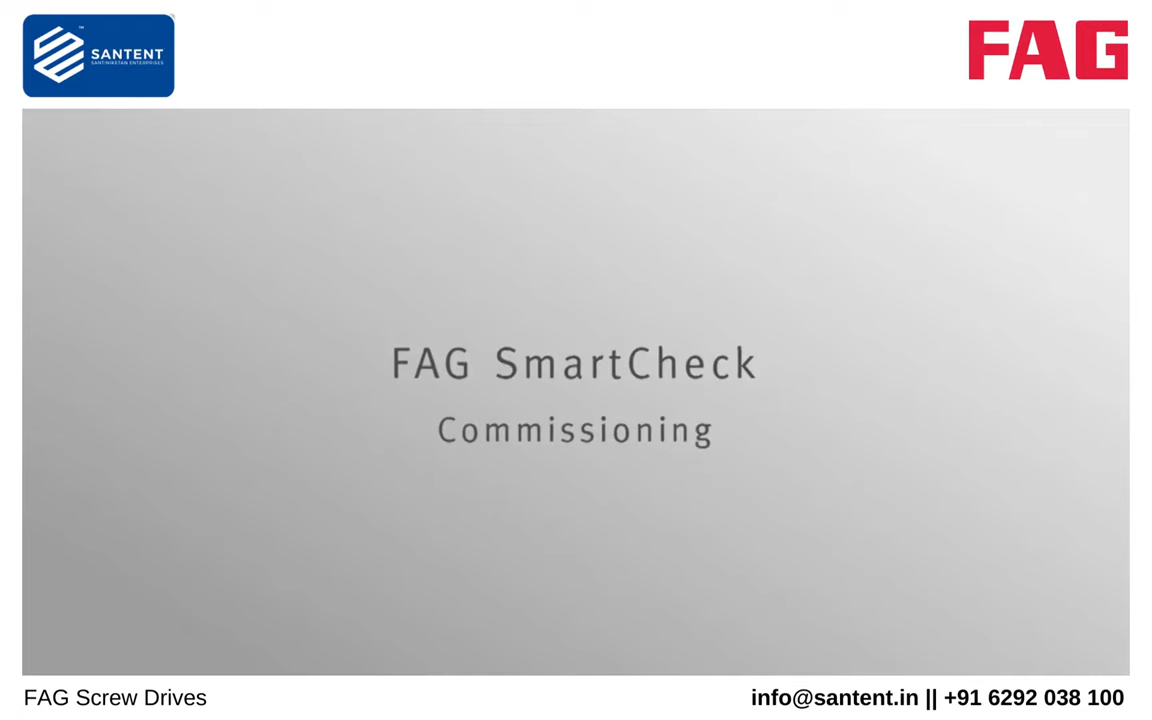 SANTENT
SANTINIKETAN ENTERPRISES
FAG
FAG SmartCheck
Commissioning
FAG Screw Drives
info@santent.in || +91 6292 038 100